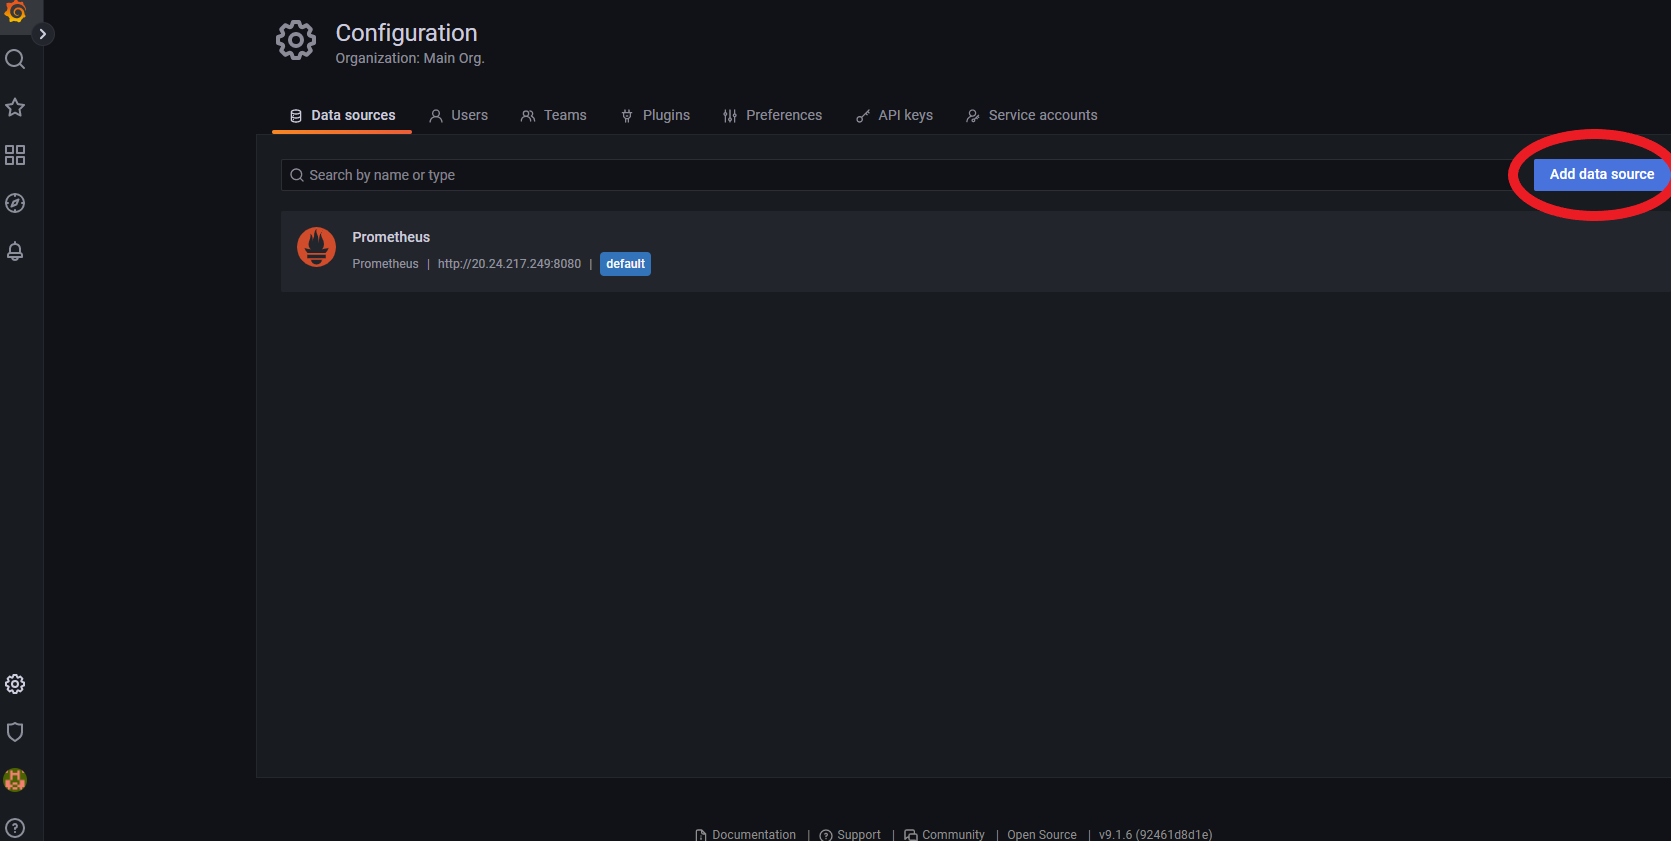 Configuration
Organization: Main Org.
Data sources Users Teams Plugins Preferences API keys Service accounts
Search by name or type Add data source
Prometheus
Prometheus | http://20.24.217.249:8080 | default
Documentation | Support | Community | Open Source | v9.1.6 (92461d8d1e)